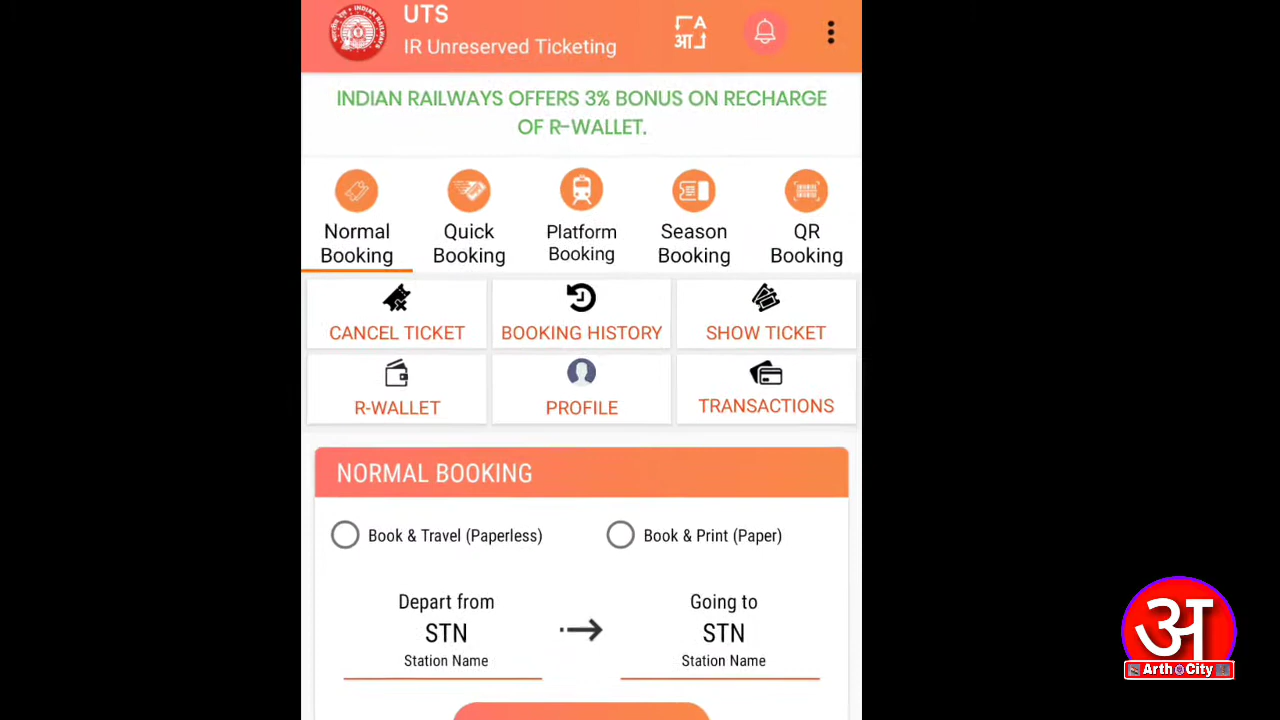 UTS
IR Unreserved Ticketing
A
आ
INDIAN RAILWAYS OFFERS 3% BONUS ON RECHARGE
OF R-WALLET.
Normal
Booking
Quick
Booking
Platform
Booking
Season
Booking
QR
Booking
CANCEL TICKET
BOOKING HISTORY
SHOW TICKET
R-WALLET
PROFILE
TRANSACTIONS
NORMAL BOOKING
Book & Travel (Paperless)
Book & Print (Paper)
Depart from
STN
Station Name
Going to
STN
Station Name
अ
Arth City